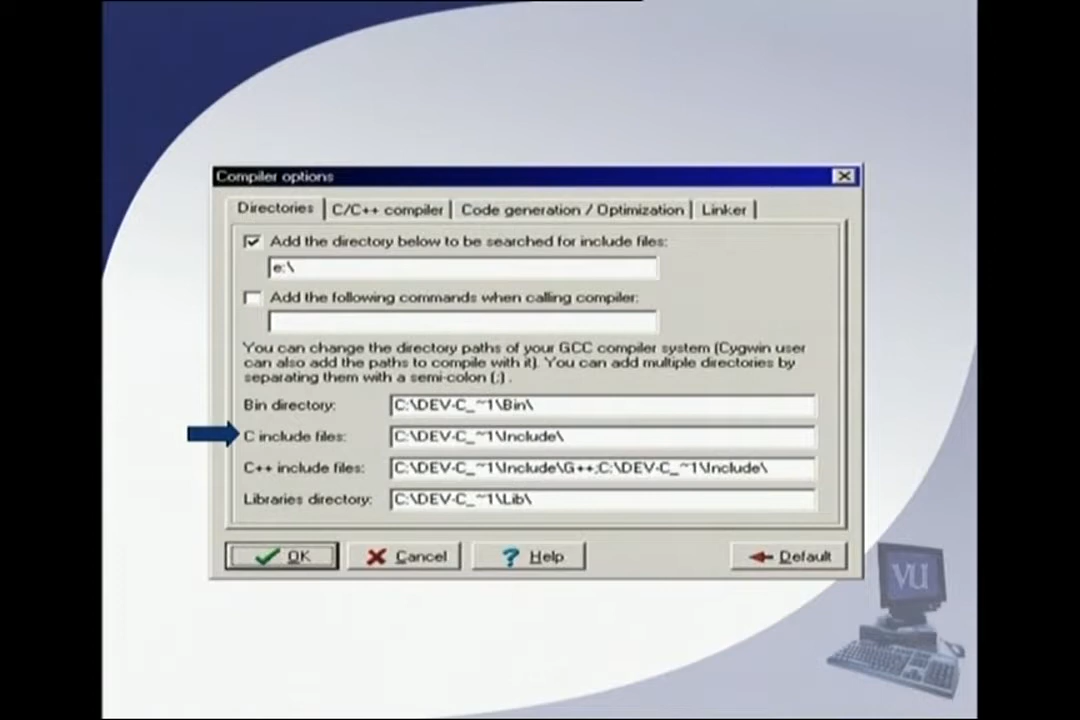 Compiler options
Directories C/C++ compiler Code generation / Optimization Linker
Add the directory below to be searched for include files:
e:\
Add the following commands when calling compiler:
You can change the directory paths of your GCC compiler system (Cygwin user
can also add the paths to compile with it). You can add multiple directories by
separating them with a semi-colon (;) .
Bin directory: C:\DEV-C_~1\Bin\
C include files: C:\DEV-C_~1\Include\
C++ include files: C:\DEV-C_~1\Include\G++;C:\DEV-C_~1\Include\
Libraries directory: C:\DEV-C_~1\Lib\
OK Cancel Help Default
VU